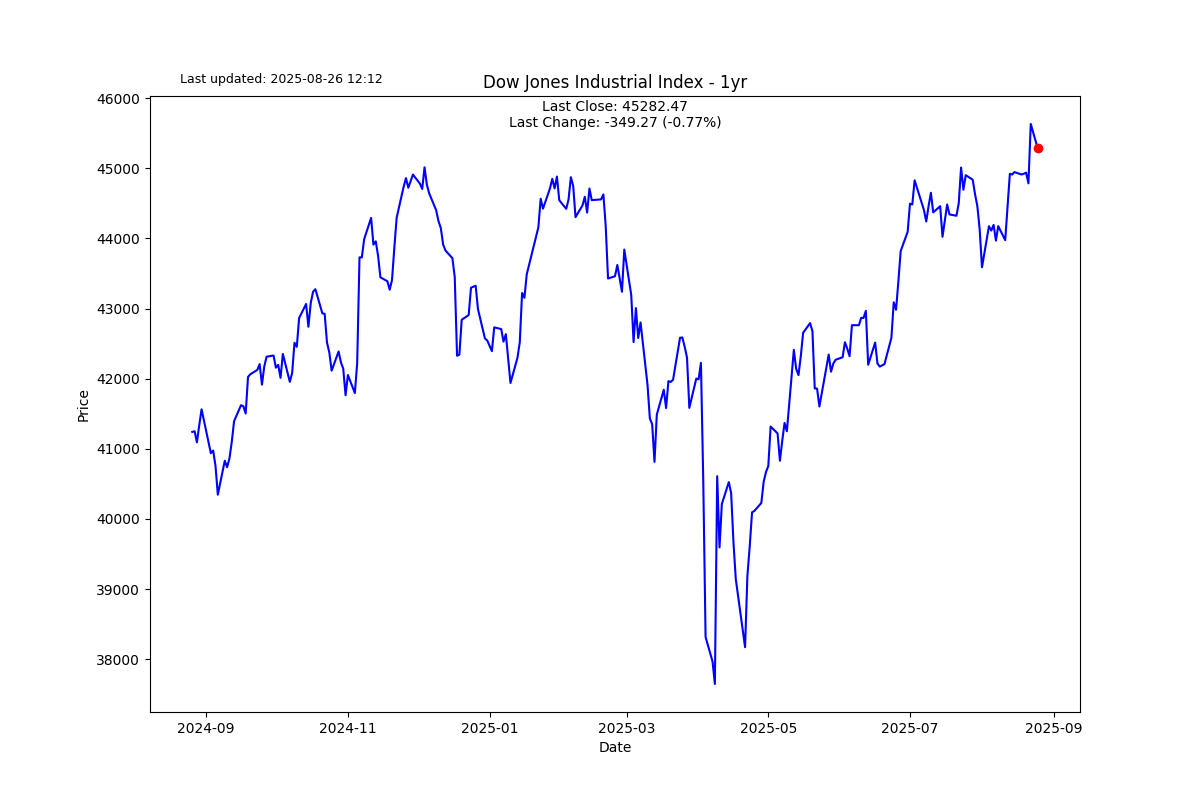 Last updated: 2025-08-26 12:12
Dow Jones Industrial Index - 1yr
Last Close: 45282.47
Last Change: -349.27 (-0.77%)
46000
45000
44000
43000
42000
41000
40000
39000
38000
Price
2024-09
2024-11
2025-01
2025-03
2025-05
2025-07
2025-09
Date